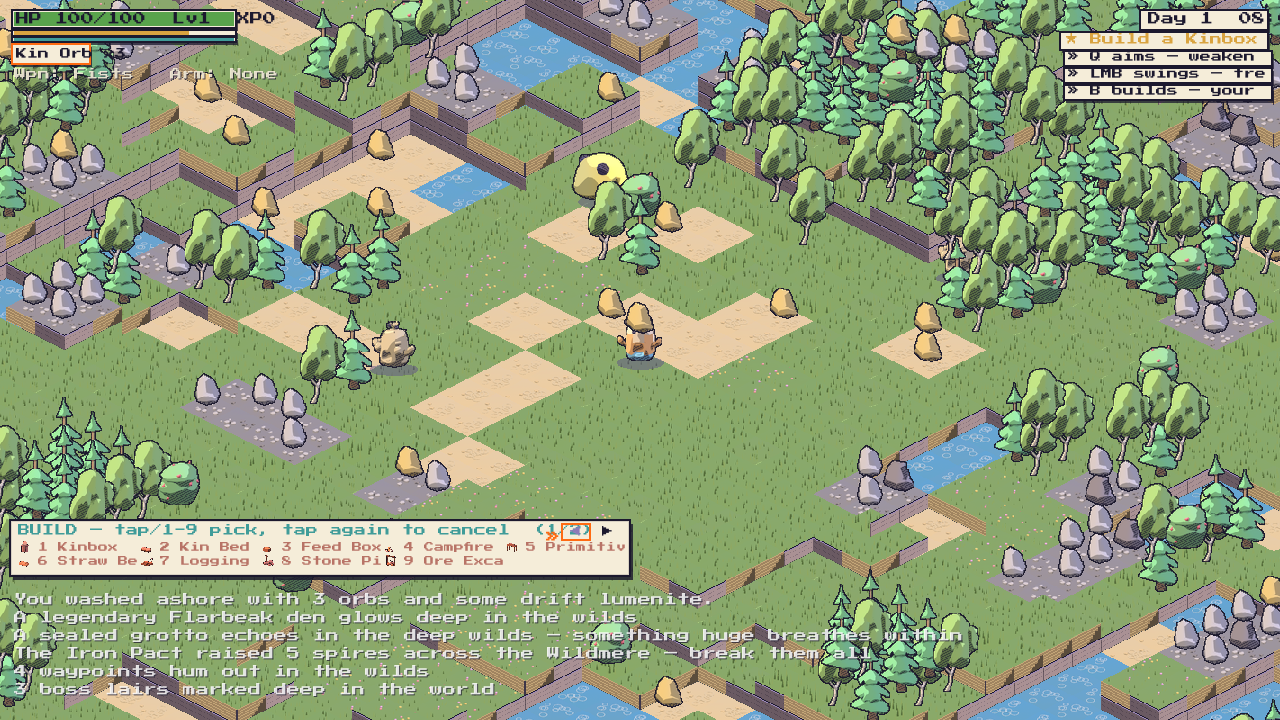 HP 100/100 Lv1 XP0
Kin Orb 3
Wpn: Fists Arm: None
Day 1 08
★ Build a Kinbox
» Q aims — weaken
» LMB swings — tre
» B builds — your
BUILD — tap/1-9 pick, tap again to cancel (1/
1 Kinbox 2 Kin Bed 3 Feed Box 4 Campfire 5 Primitiv
6 Straw Be 7 Logging 8 Stone Pi 9 Ore Exca
You washed ashore with 3 orbs and some drift lumenite.
A legendary Flarbeak den glows deep in the wilds
A sealed grotto echoes in the deep wilds — something huge breathes within
The Iron Pact raised 5 spires across the Wildmere — break them all
4 waypoints hum out in the wilds
3 boss lairs marked deep in the world